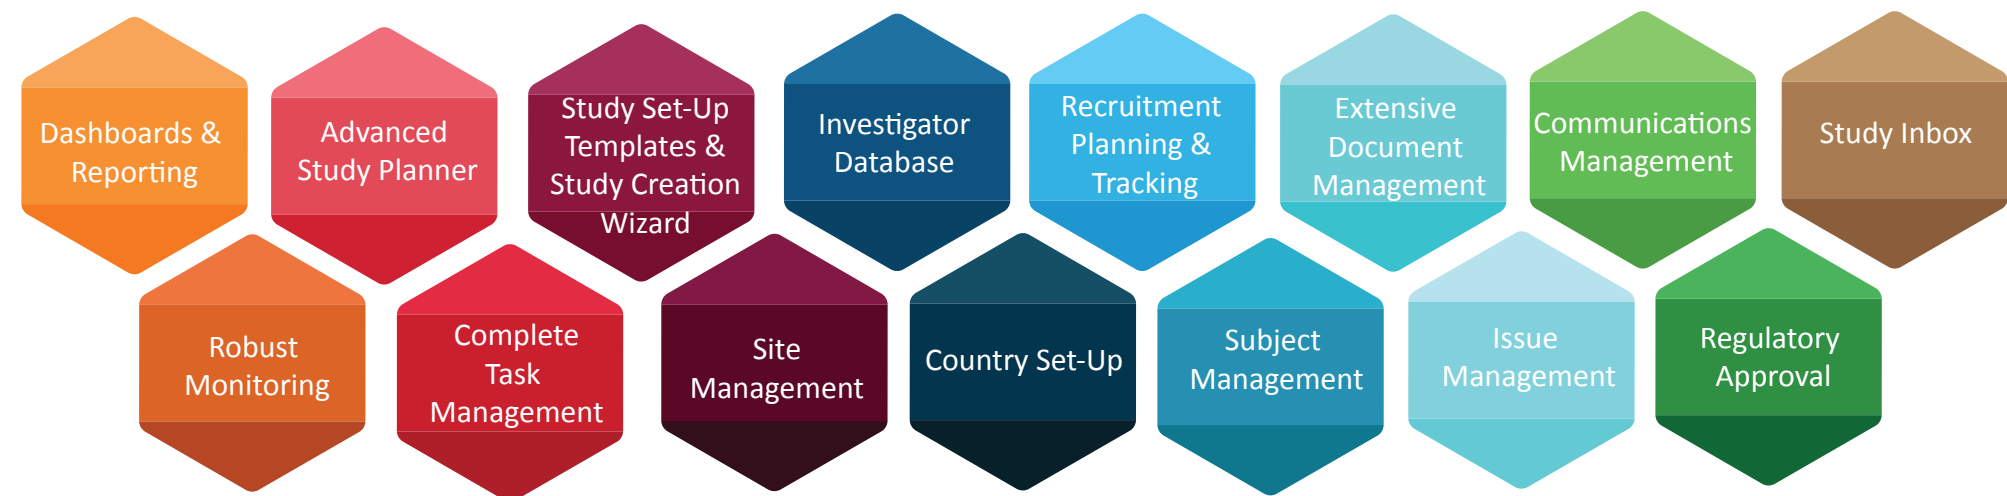 Dashboards &
Reporting
Advanced
Study Planner
Study Set-Up
Templates &
Study Creation
Wizard
Investigator
Database
Recruitment
Planning &
Tracking
Extensive
Document
Management
Communications
Management
Study Inbox
Robust
Monitoring
Complete
Task
Management
Site
Management
Country Set-Up
Subject
Management
Issue
Management
Regulatory
Approval